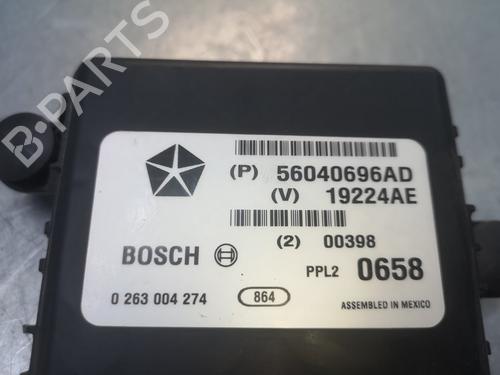 B-PARTS
(P) 56040696AD
(V) 19224AE
(2) 00398
BOSCH
PPL2 0658
0 263 004 274
864
ASSEMBLED IN MEXICO